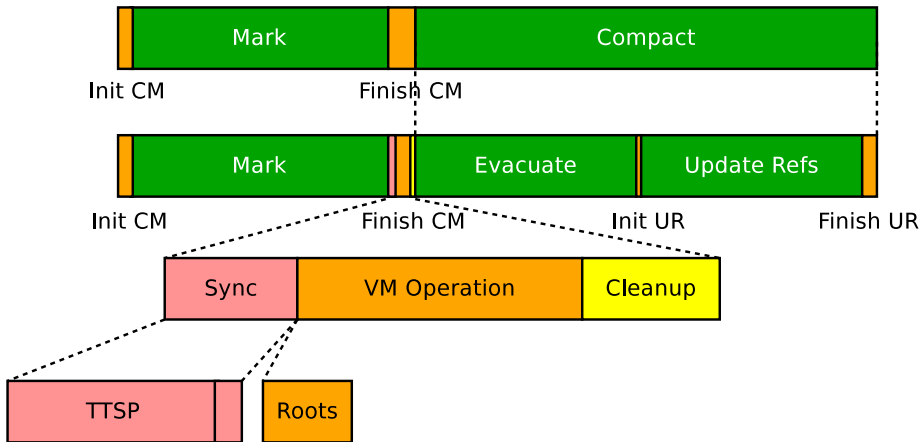 Mark
Compact
Init CM
Finish CM
Mark
Evacuate
Update Refs
Init CM
Finish CM
Init UR
Finish UR
Sync
VM Operation
Cleanup
TTSP
Roots